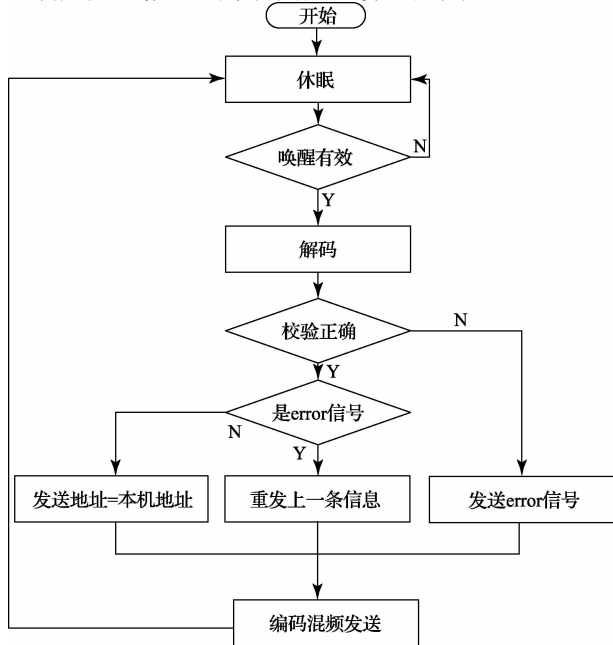 开始
休眠
唤醒有效
N
Y
解码
校验正确
N
Y
是error信号
N
Y
发送地址=本机地址
重发上一条信息
发送error信号
编码混频发送